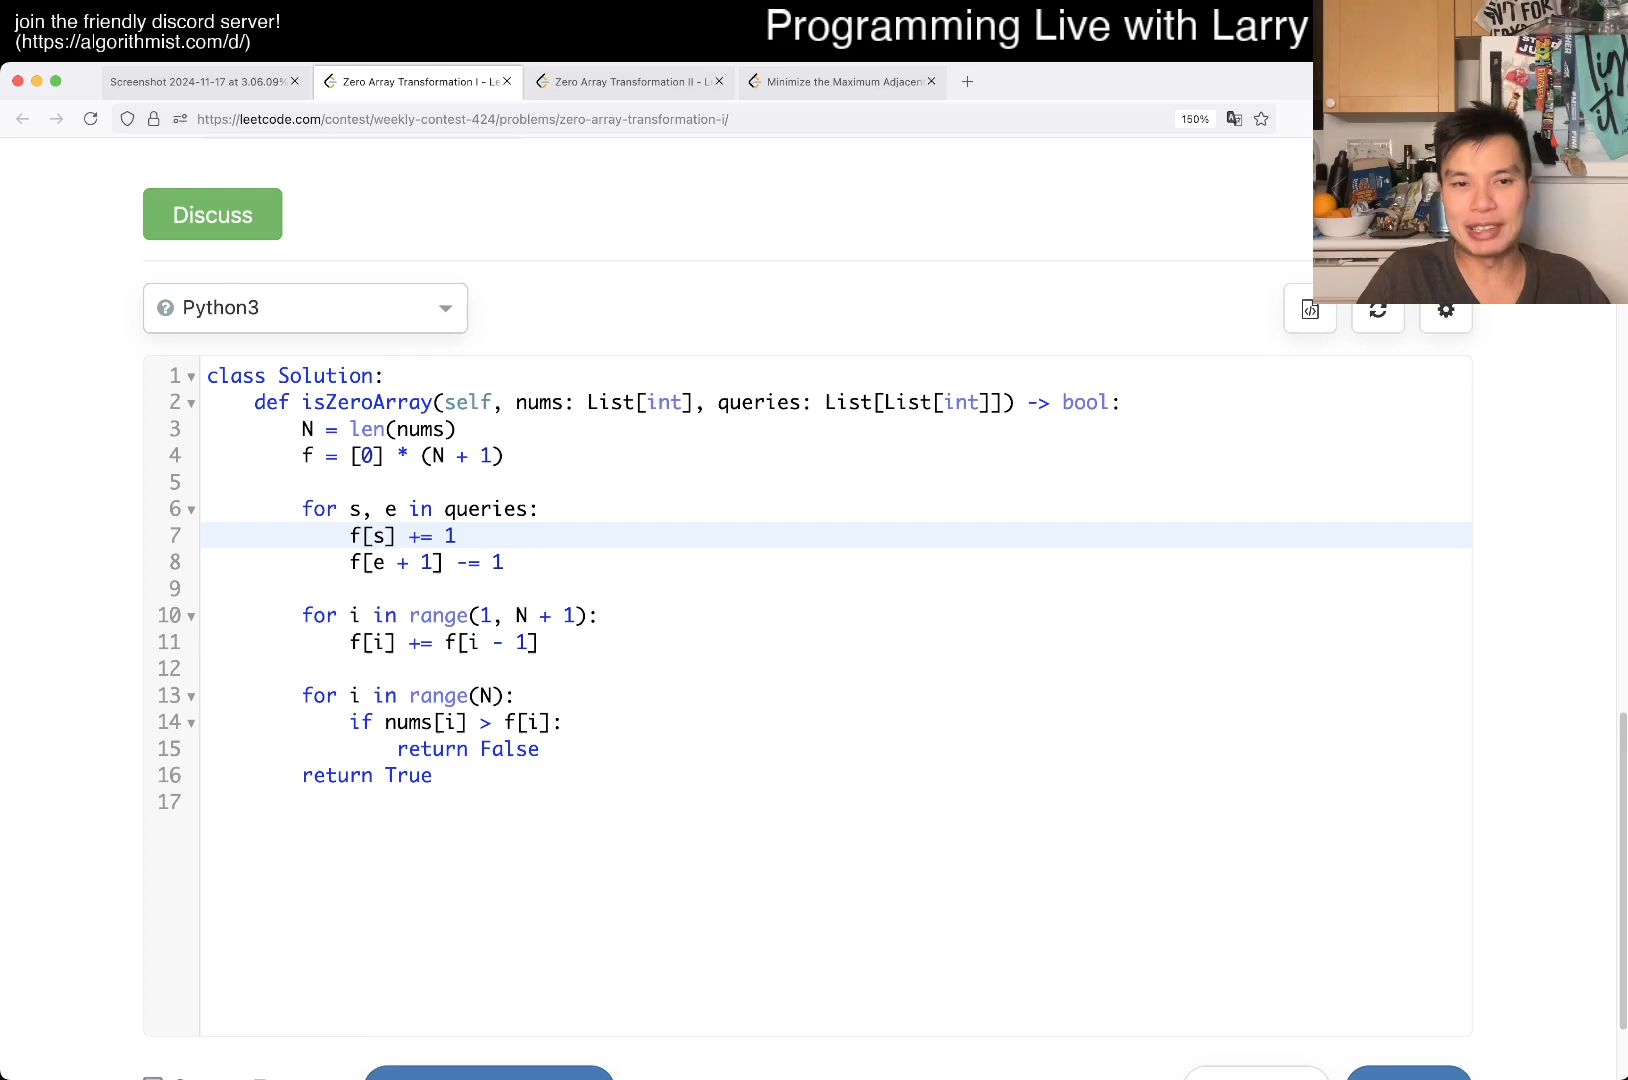 join the friendly discord server!
(https://algorithmist.com/d/)
Programming Live with Larry
Screenshot 2024-11-17 at 3.06.09
Zero Array Transformation I - Le
Zero Array Transformation II - L
Minimize the Maximum Adjacen
https://leetcode.com/contest/weekly-contest-424/problems/zero-array-transformation-i/
150%
Discuss
Python3
1 class Solution:
2 def isZeroArray(self, nums: List[int], queries: List[List[int]]) -> bool:
3 N = len(nums)
4 f = [0] * (N + 1)
5
6 for s, e in queries:
7 f[s] += 1
8 f[e + 1] -= 1
9
10 for i in range(1, N + 1):
11 f[i] += f[i - 1]
12
13 for i in range(N):
14 if nums[i] > f[i]:
15 return False
16 return True
17